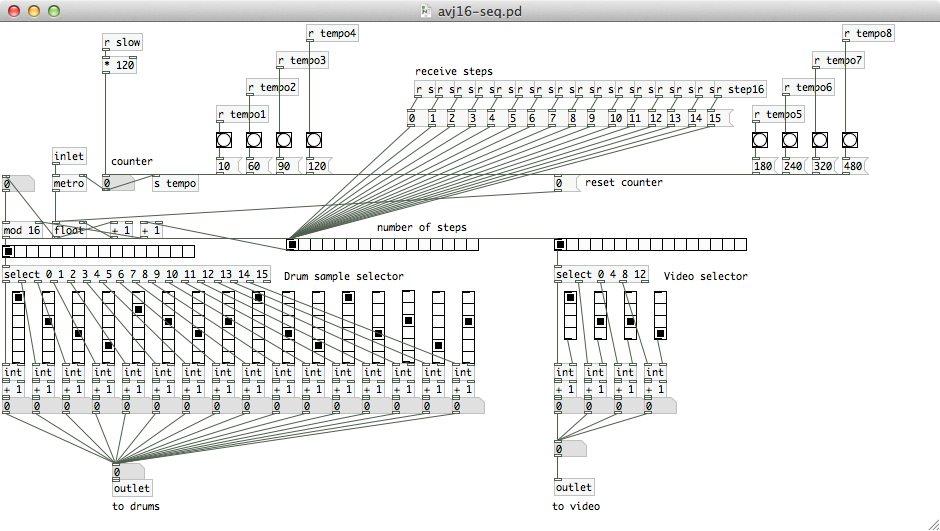 avj16-seq.pd
r tempo4
r tempo8
r slow
r tempo3
r tempo7
* 120
receive steps
r tempo2
r s r s r s r s r s r s r s r s r s r s r s r s r s r s r s r step16
r tempo6
r tempo1
0 1 2 3 4 5 6 7 8 9 10 11 12 13 14 15
r tempo5
inlet
counter
10 60 90 120
180 240 320 480
0
metro
0
s tempo
0
reset counter
mod 16
float
+ 1
+ 1
number of steps
select 0 1 2 3 4 5 6 7 8 9 10 11 12 13 14 15
Drum sample selector
select 0 4 8 12
Video selector
int int int int int int int int int int int int int int int int
int int int int
+ 1 + 1 + 1 + 1 + 1 + 1 + 1 + 1 + 1 + 1 + 1 + 1 + 1 + 1 + 1 + 1
+ 1 + 1 + 1 + 1
0 0 0 0 0 0 0 0 0 0 0 0 0 0 0 0
0 0 0 0
0
0
outlet
outlet
to drums
to video